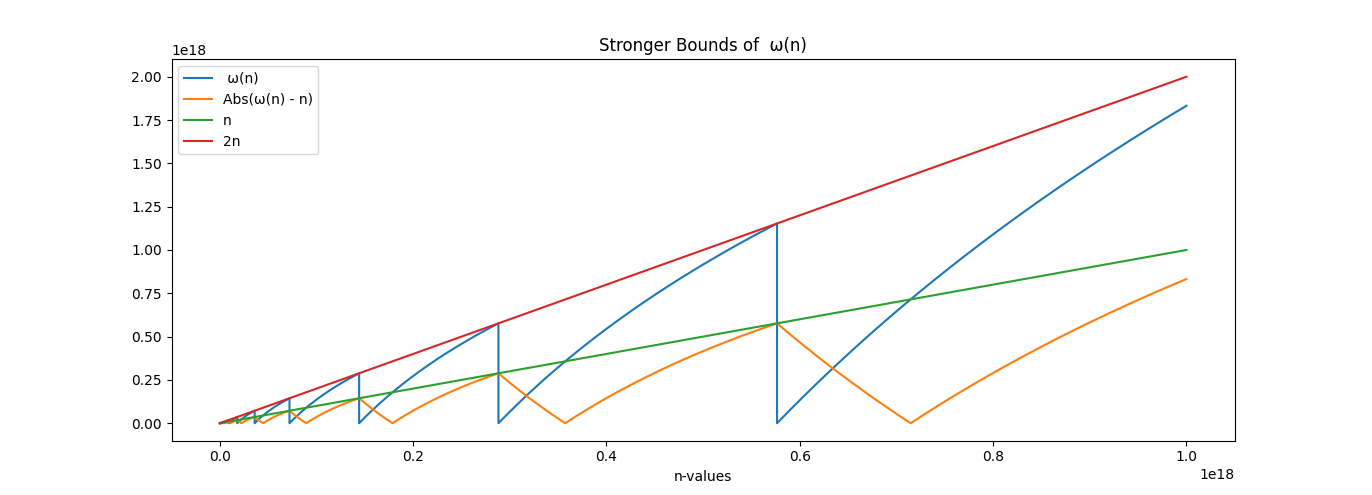 Stronger Bounds of ω(n)
1e18
ω(n)
Abs(ω(n) - n)
n
2n
2.00
1.75
1.50
1.25
1.00
0.75
0.50
0.25
0.00
0.0 0.2 0.4 0.6 0.8 1.0
1e18
n-values